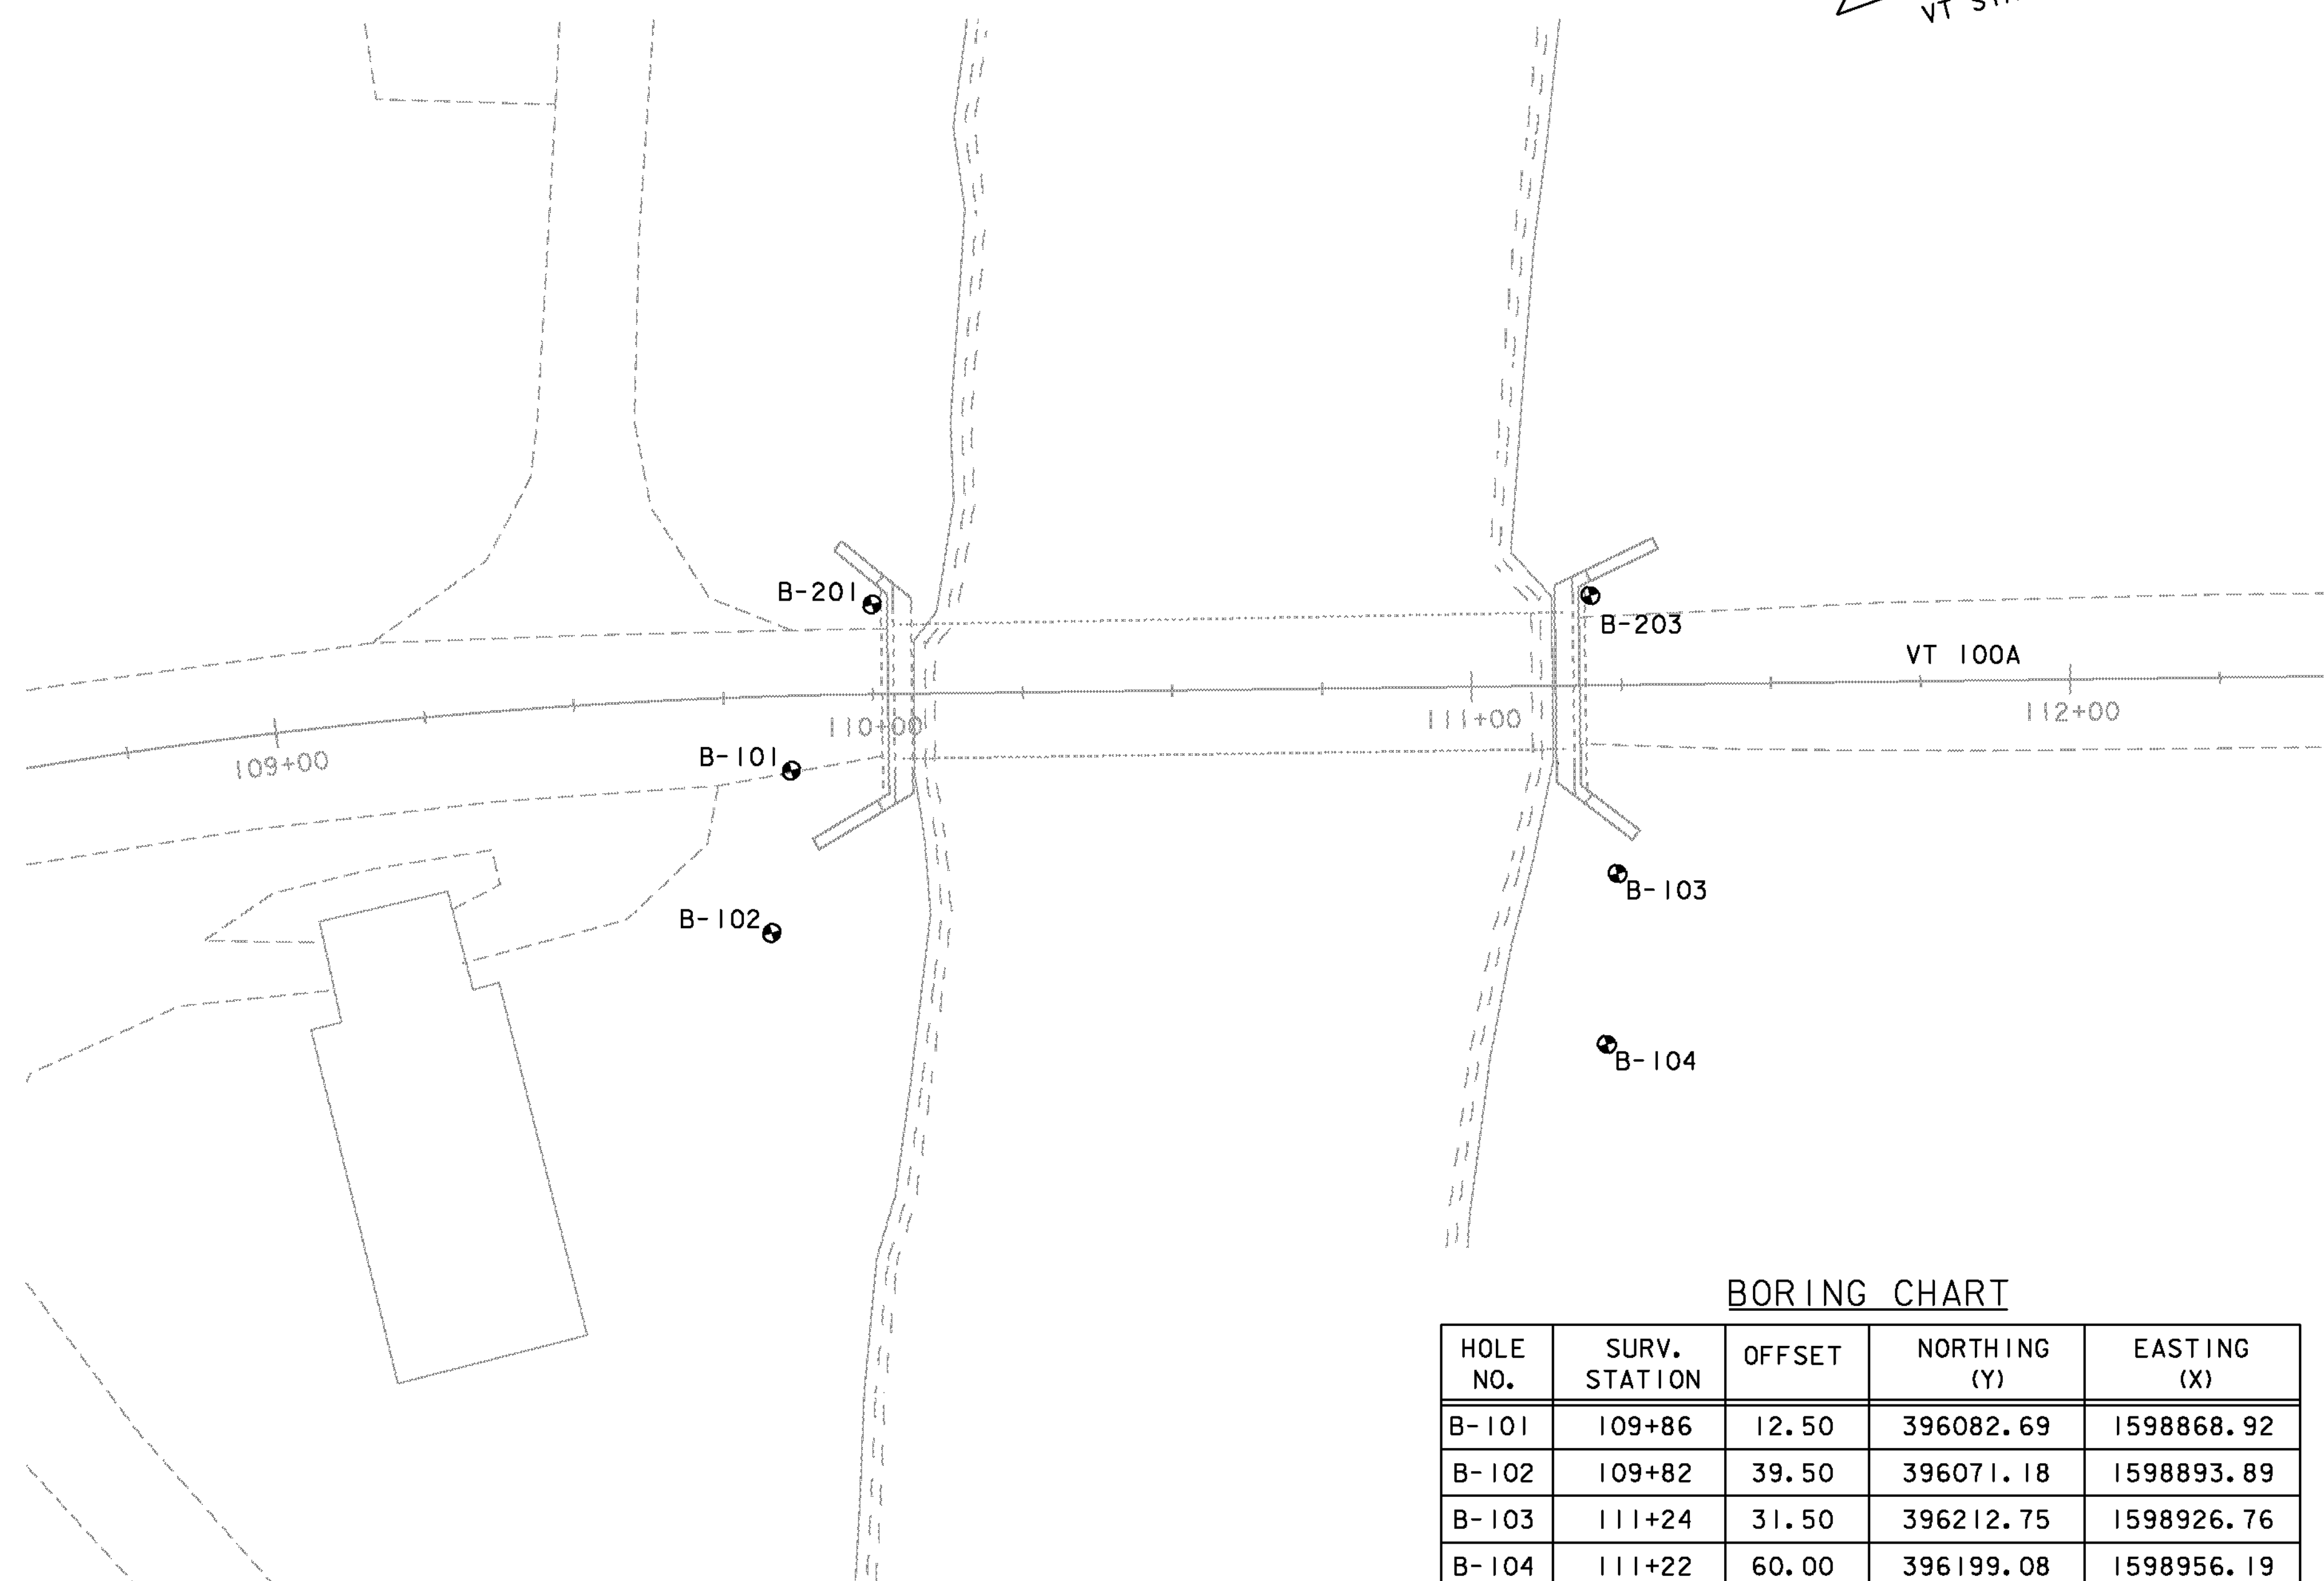 VT
B-201
B-203
VT 100A
109+00
110+00
111+00
112+00
B-101
B-102
B-103
B-104
BORING CHART
HOLE NO. SURV. STATION OFFSET NORTHING (Y) EASTING (X)
B-101 109+86 12.50 396082.69 1598868.92
B-102 109+82 39.50 396071.18 1598893.89
B-103 111+24 31.50 396212.75 1598926.76
B-104 111+22 60.00 396199.08 1598956.19